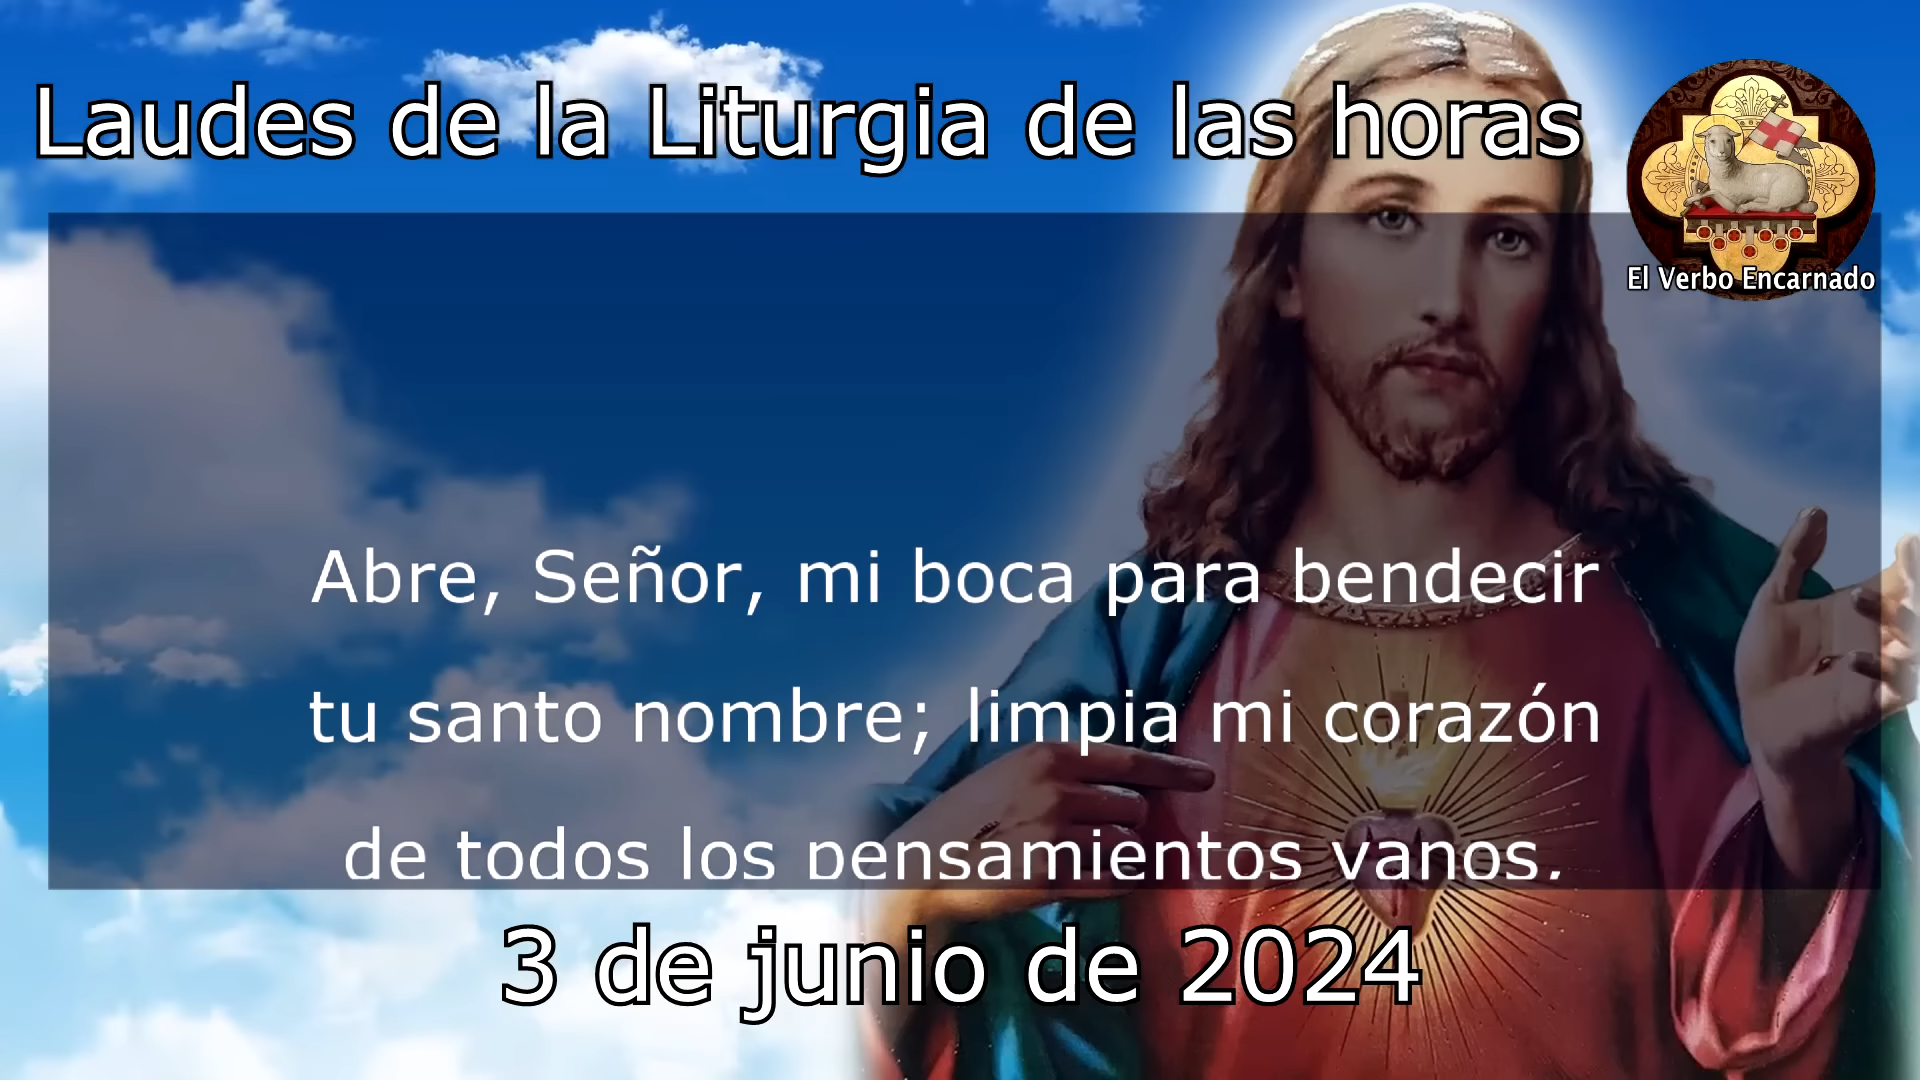 Laudes de la Liturgia de las horas
El Verbo Encarnado
Abre, Señor, mi boca para bendecir
tu santo nombre; limpia mi corazón
de todos los pensamientos vanos,
3 de junio de 2024